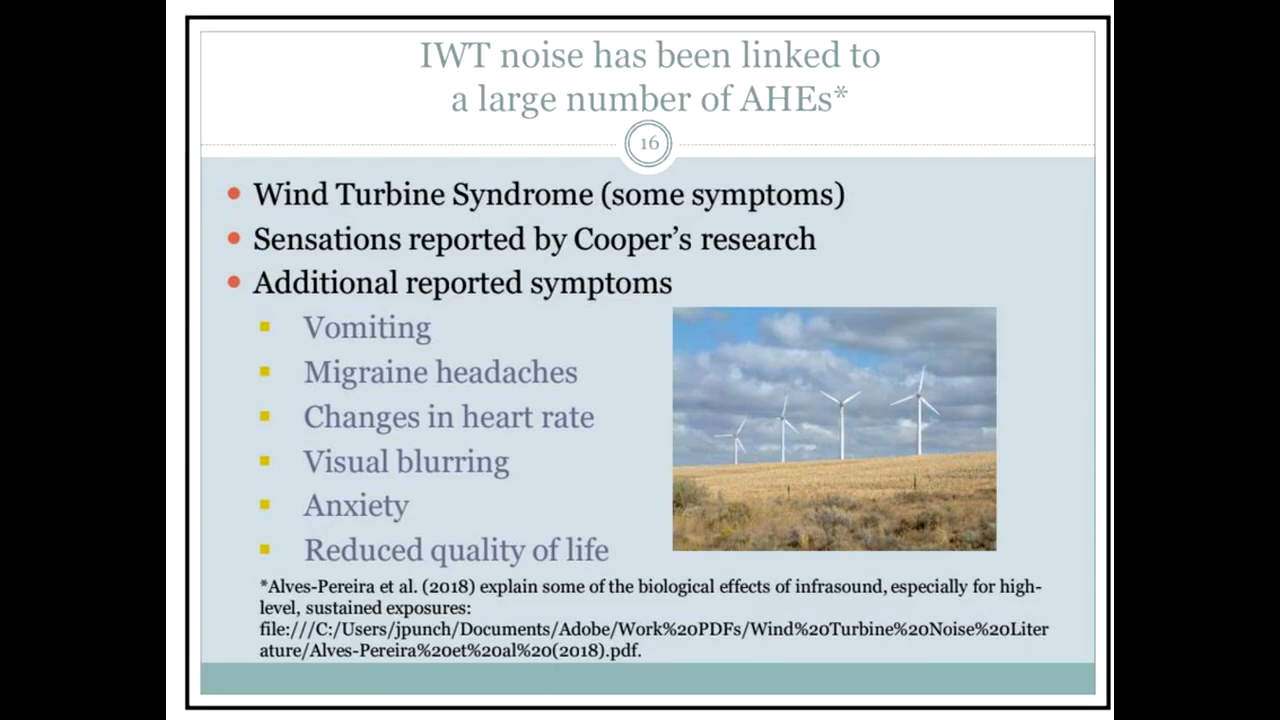 IWT noise has been linked to
a large number of AHEs*
16
Wind Turbine Syndrome (some symptoms)
Sensations reported by Cooper's research
Additional reported symptoms
Vomiting
Migraine headaches
Changes in heart rate
Visual blurring
Anxiety
Reduced quality of life
*Alves-Pereira et al. (2018) explain some of the biological effects of infrasound, especially for high-
level, sustained exposures:
file:///C:/Users/jpunch/Documents/Adobe/Work%20PDFs/Wind%20Turbine%20Noise%20Liter
ature/Alves-Pereira%20et%20al%20(2018).pdf.